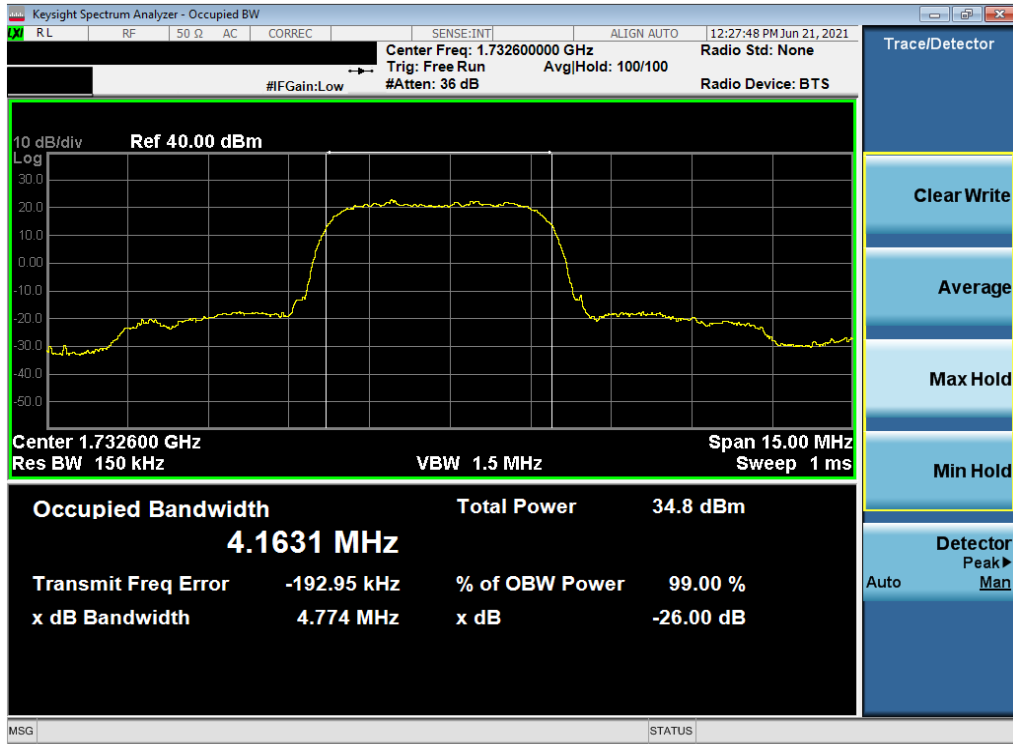 Keysight Spectrum Analyzer - Occupied BW
LXI RL RF 50 Ω AC CORREC SENSE:INT ALIGN AUTO 12:27:48 PM Jun 21, 2021
Center Freq: 1.732600000 GHz Radio Std: None
Trig: Free Run Avg|Hold: 100/100
#IFGain:Low #Atten: 36 dB Radio Device: BTS
10 dB/div Ref 40.00 dBm
Log
30.0
20.0
10.0
0.00
-10.0
-20.0
-30.0
-40.0
-50.0
Center 1.732600 GHz Span 15.00 MHz
Res BW 150 kHz VBW 1.5 MHz Sweep 1 ms
Occupied Bandwidth Total Power 34.8 dBm
4.1631 MHz
Transmit Freq Error -192.95 kHz % of OBW Power 99.00 %
x dB Bandwidth 4.774 MHz x dB -26.00 dB
MSG STATUS
Trace/Detector
Clear Write
Average
Max Hold
Min Hold
Detector
Peak▶
Auto Man